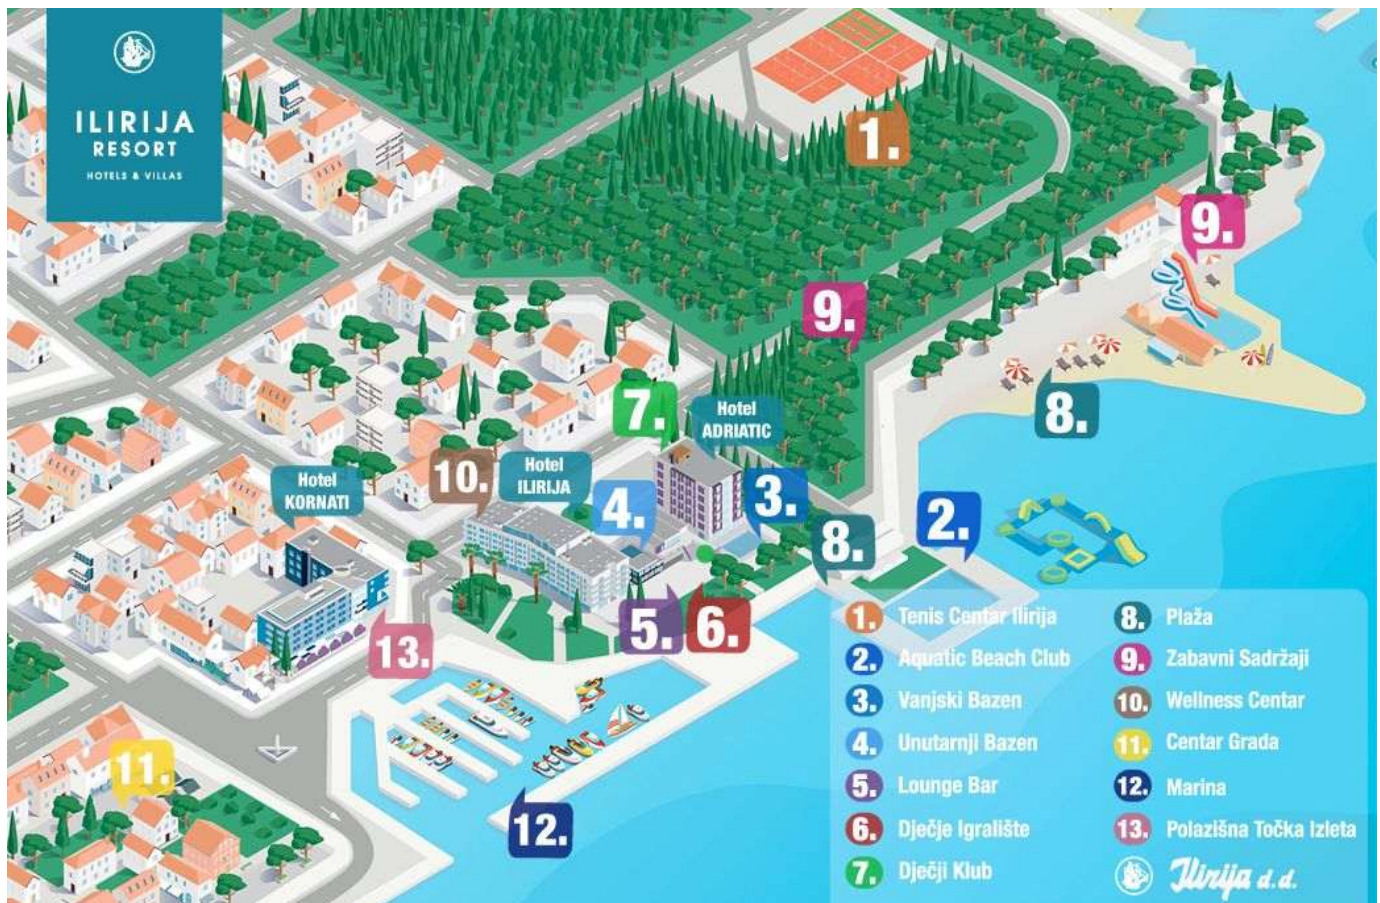 ILIRIJA
RESORT
HOTELS & VILLAS
1.
9.
9.
8.
7.
Hotel
ADRIATIC
10.
Hotel
ILIRIJA
Hotel
KORNATI
4.
3.
2.
8.
5.
6.
13.
11.
12.
1. Tenis Centar Ilirija
2. Aquatic Beach Club
3. Vanjski Bazen
4. Unutarnji Bazen
5. Lounge Bar
6. Dječje Igralište
7. Dječji Klub
8. Plaža
9. Zabavni Sadržaji
10. Wellness Centar
11. Centar Grada
12. Marina
13. Polazišna Točka Izleta
Ilirija d.d.